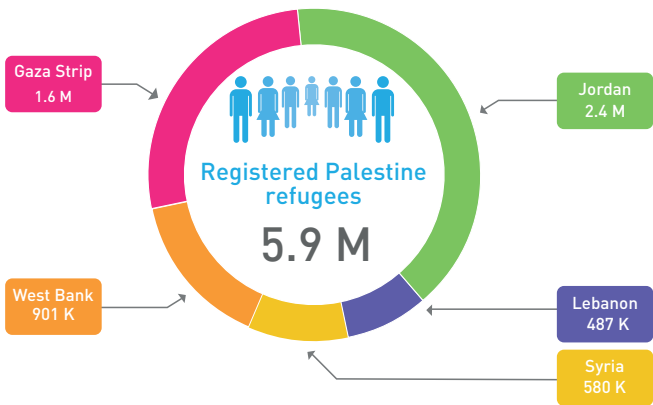 Gaza Strip
1.6 M
Jordan
2.4 M
Registered Palestine
refugees
5.9 M
West Bank
901 K
Lebanon
487 K
Syria
580 K